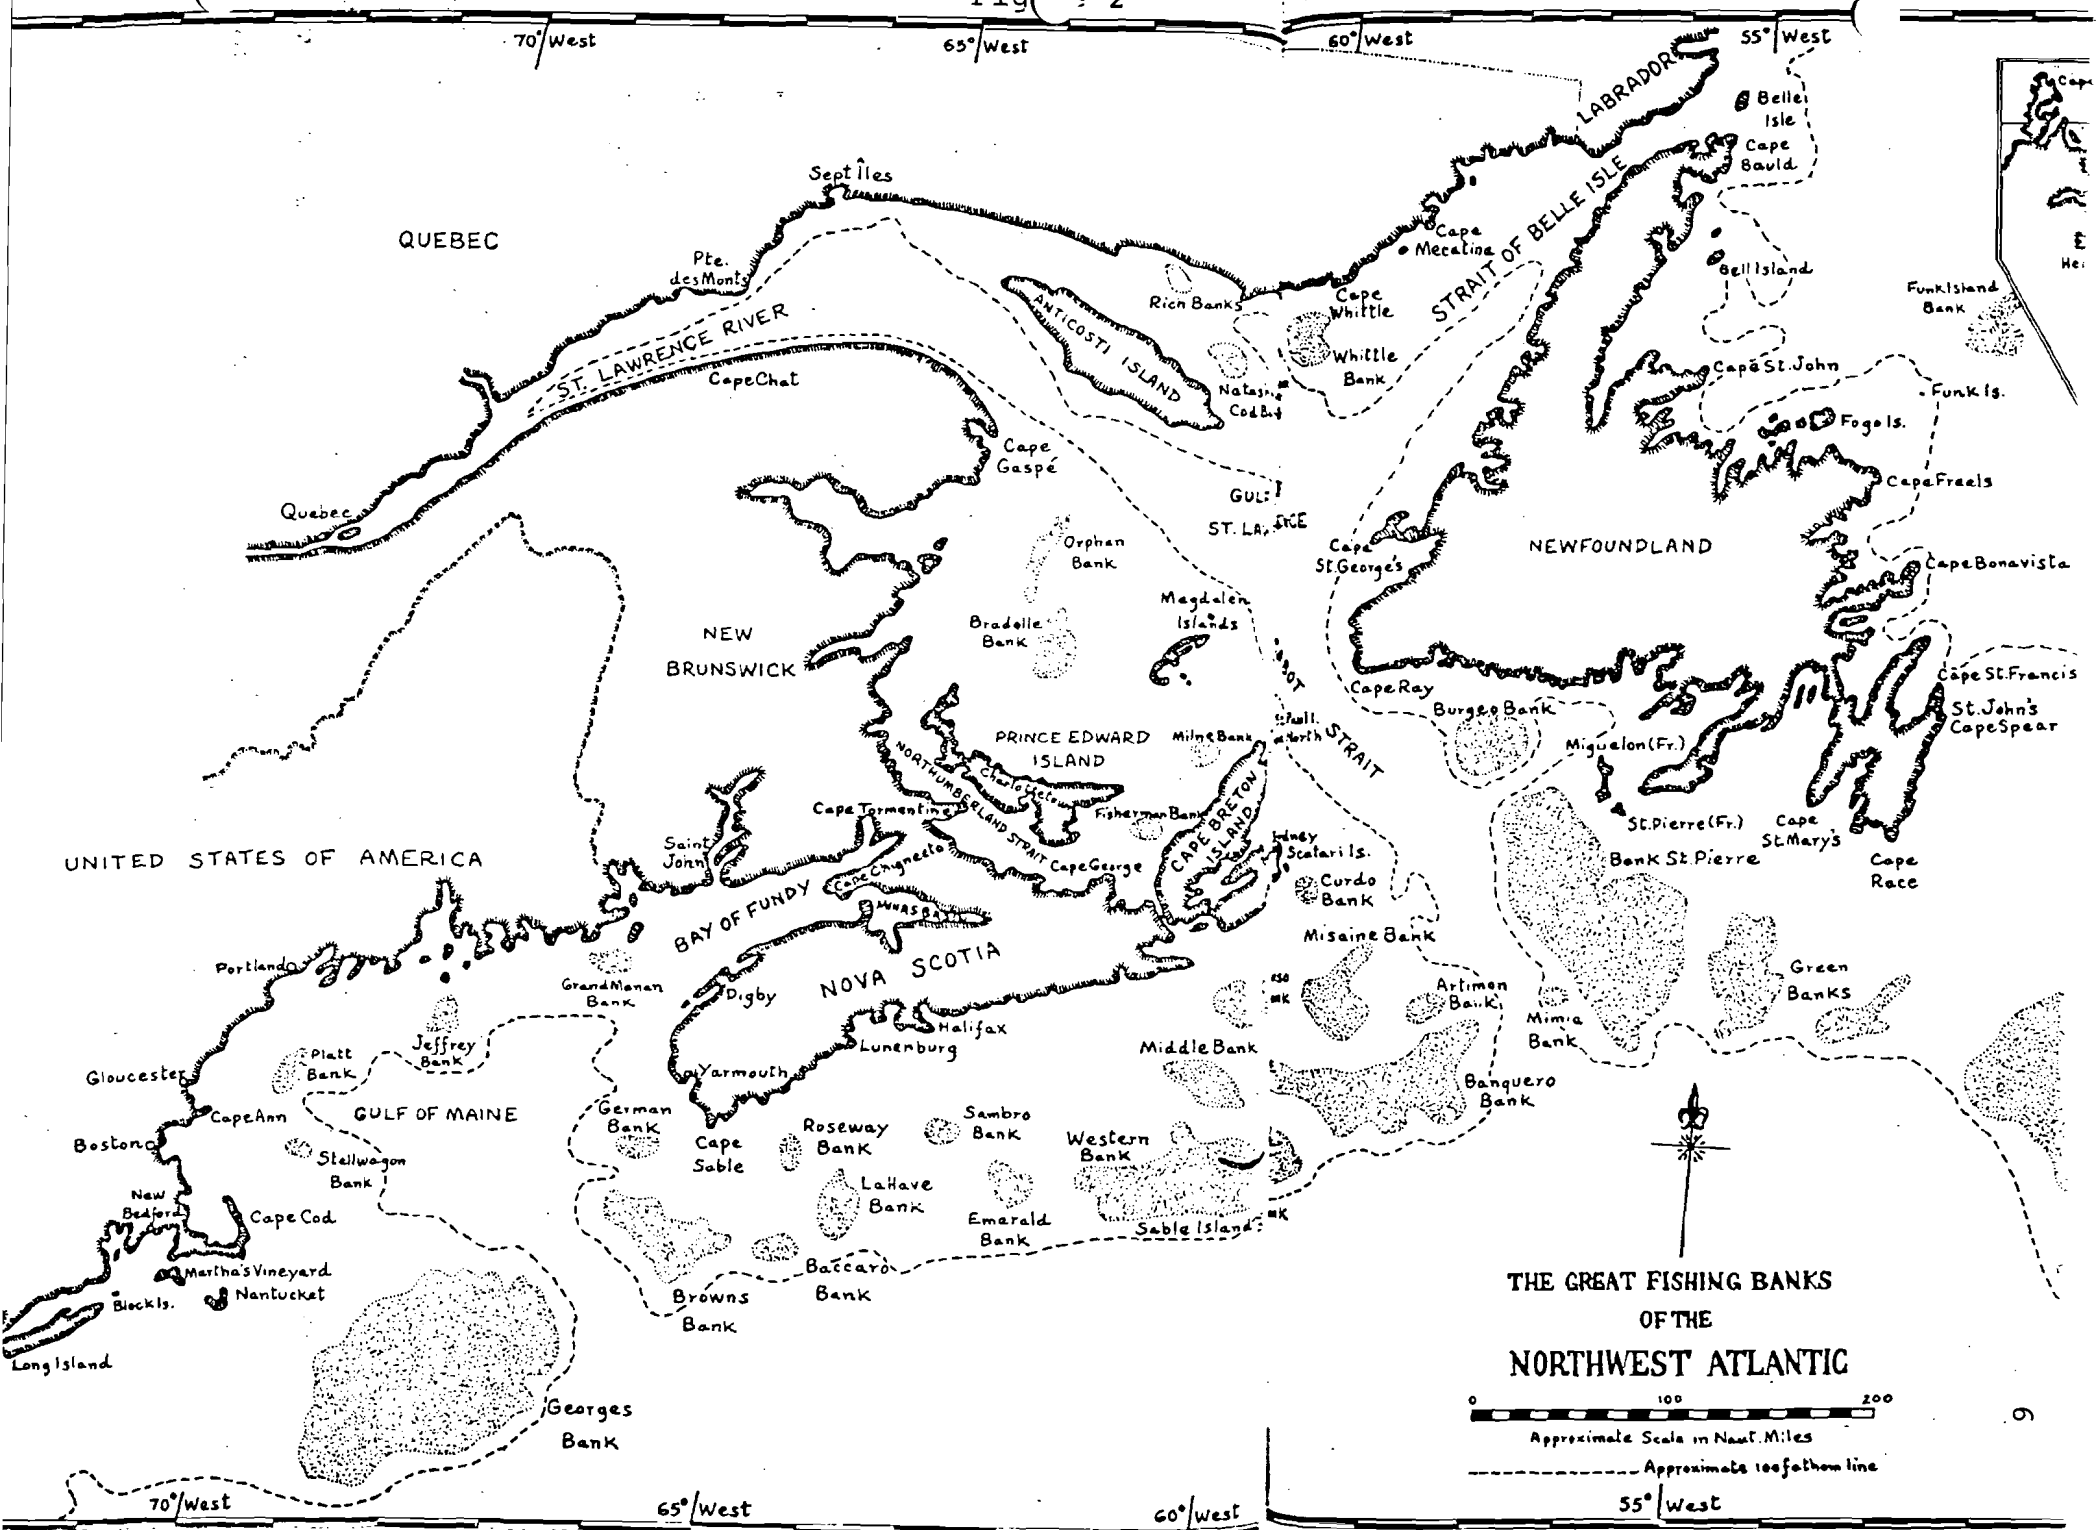 70° West
65° West
60° West
55° West
LABRADOR
Belle
Isle
Cape
Bauld
Cape
Sept Îles
QUEBEC
Pte.
des Monts
ST. LAWRENCE RIVER
Cape Chat
ANTICOSTI ISLAND
Rich Banks
Cape
Whittle
Whittle
Bank
Cape
Mecatina
STRAIT OF BELLE ISLE
Bell Island
Funk Island
Bank
Cape St. John
Funk Is.
Fogo Is.
Cape Freels
Cape
Gaspé
Quebec
Orphan
Bank
Cape
St. George's
NEWFOUNDLAND
Cape Bonavista
Magdalen
Islands
Bradelle
Bank
NEW
BRUNSWICK
Cape Ray
Burgeo Bank
Cape St. Francis
St. John's
Cape Spear
STRAIT
Miguelon (Fr.)
St. Pierre (Fr.)
Cape
St. Mary's
Cape
Race
Bank St. Pierre
PRINCE EDWARD
ISLAND
Milne Bank
NORTHUMBERLAND STRAIT
Cape Tormentine
Fisherman Bank
CAPE BRETON
ISLAND
Scatari Is.
Curdo
Bank
Cape George
Saint
John
UNITED STATES OF AMERICA
Cape Chignecto
BAY OF FUNDY
Misaine Bank
Portland
Grand Manan
Bank
Digby
NOVA SCOTIA
Artimon
Bank
Mimia
Bank
Green
Banks
Halifax
Lunenburg
Middle Bank
Banquero
Bank
Jeffrey
Bank
Platt
Bank
Gloucester
Cape Ann
GULF OF MAINE
Yarmouth
German
Bank
Cape
Sable
Roseway
Bank
Sambro
Bank
Western
Bank
Boston
Stellwagon
Bank
New
Bedford
Cape Cod
LaHave
Bank
Emerald
Bank
Sable Island
Martha's Vineyard
Nantucket
Block Is.
Long Island
Browns
Bank
Baccaro
Bank
Georges
Bank
THE GREAT FISHING BANKS
OF THE
NORTHWEST ATLANTIC
0 100 200
Approximate Scale in Naut. Miles
Approximate 100 fathom line
70° West
65° West
60° West
55° West